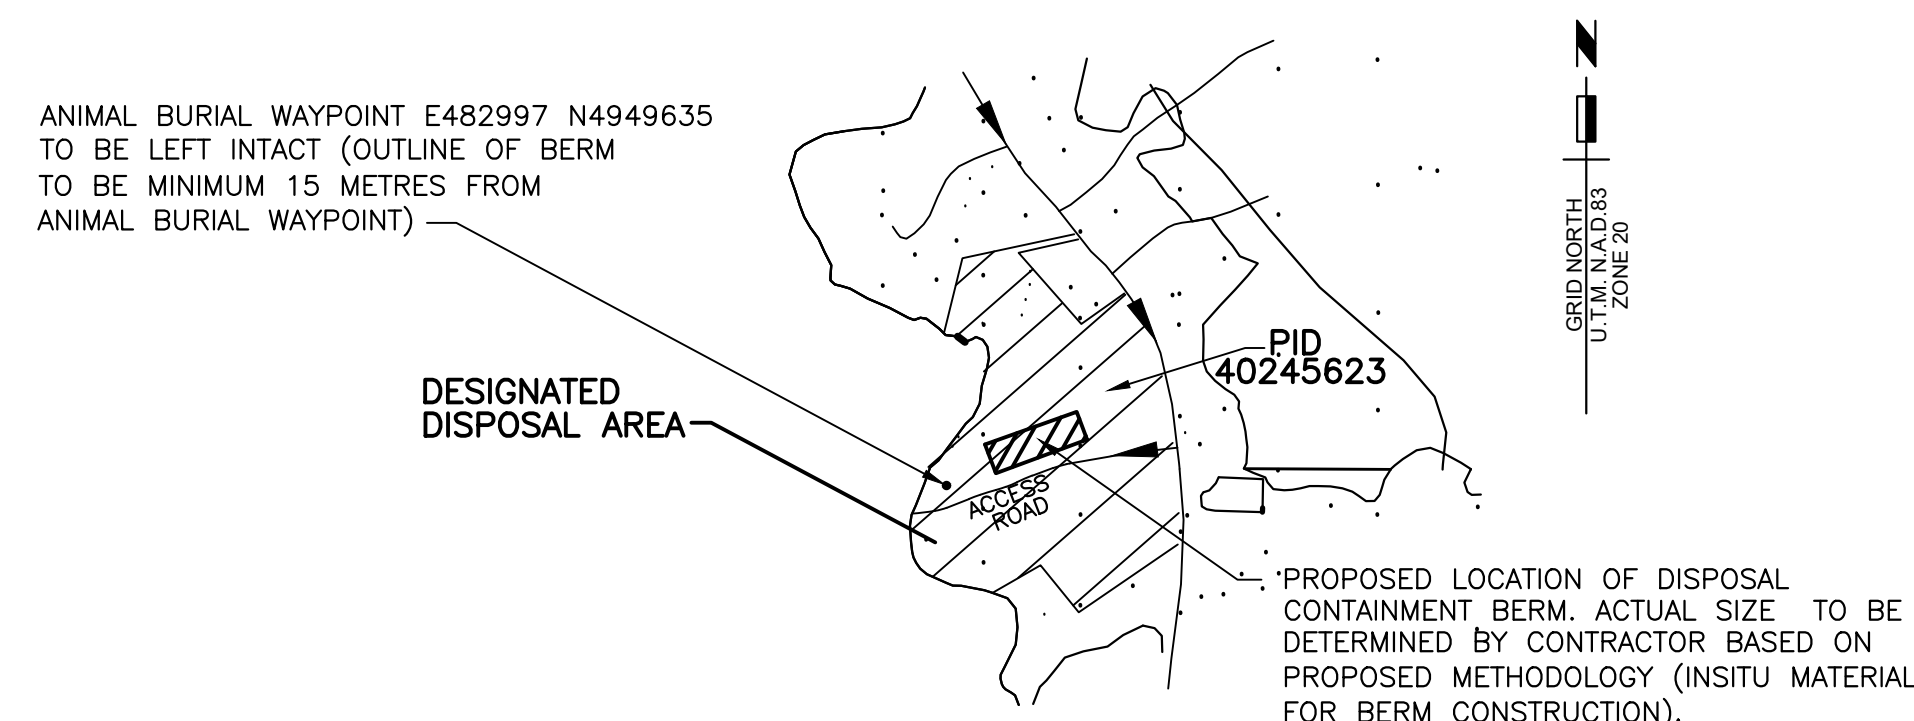 ANIMAL BURIAL WAYPOINT E482997 N4949635
TO BE LEFT INTACT (OUTLINE OF BERM
TO BE MINIMUM 15 METRES FROM
ANIMAL BURIAL WAYPOINT)
DESIGNATED
DISPOSAL AREA
PID
40245623
ACCESS
ROAD
N
GRID NORTH
U.T.M. N.A.D.83
ZONE 20
PROPOSED LOCATION OF DISPOSAL
CONTAINMENT BERM. ACTUAL SIZE TO BE
DETERMINED BY CONTRACTOR BASED ON
PROPOSED METHODOLOGY (INSITU MATERIAL
FOR BERM CONSTRUCTION).